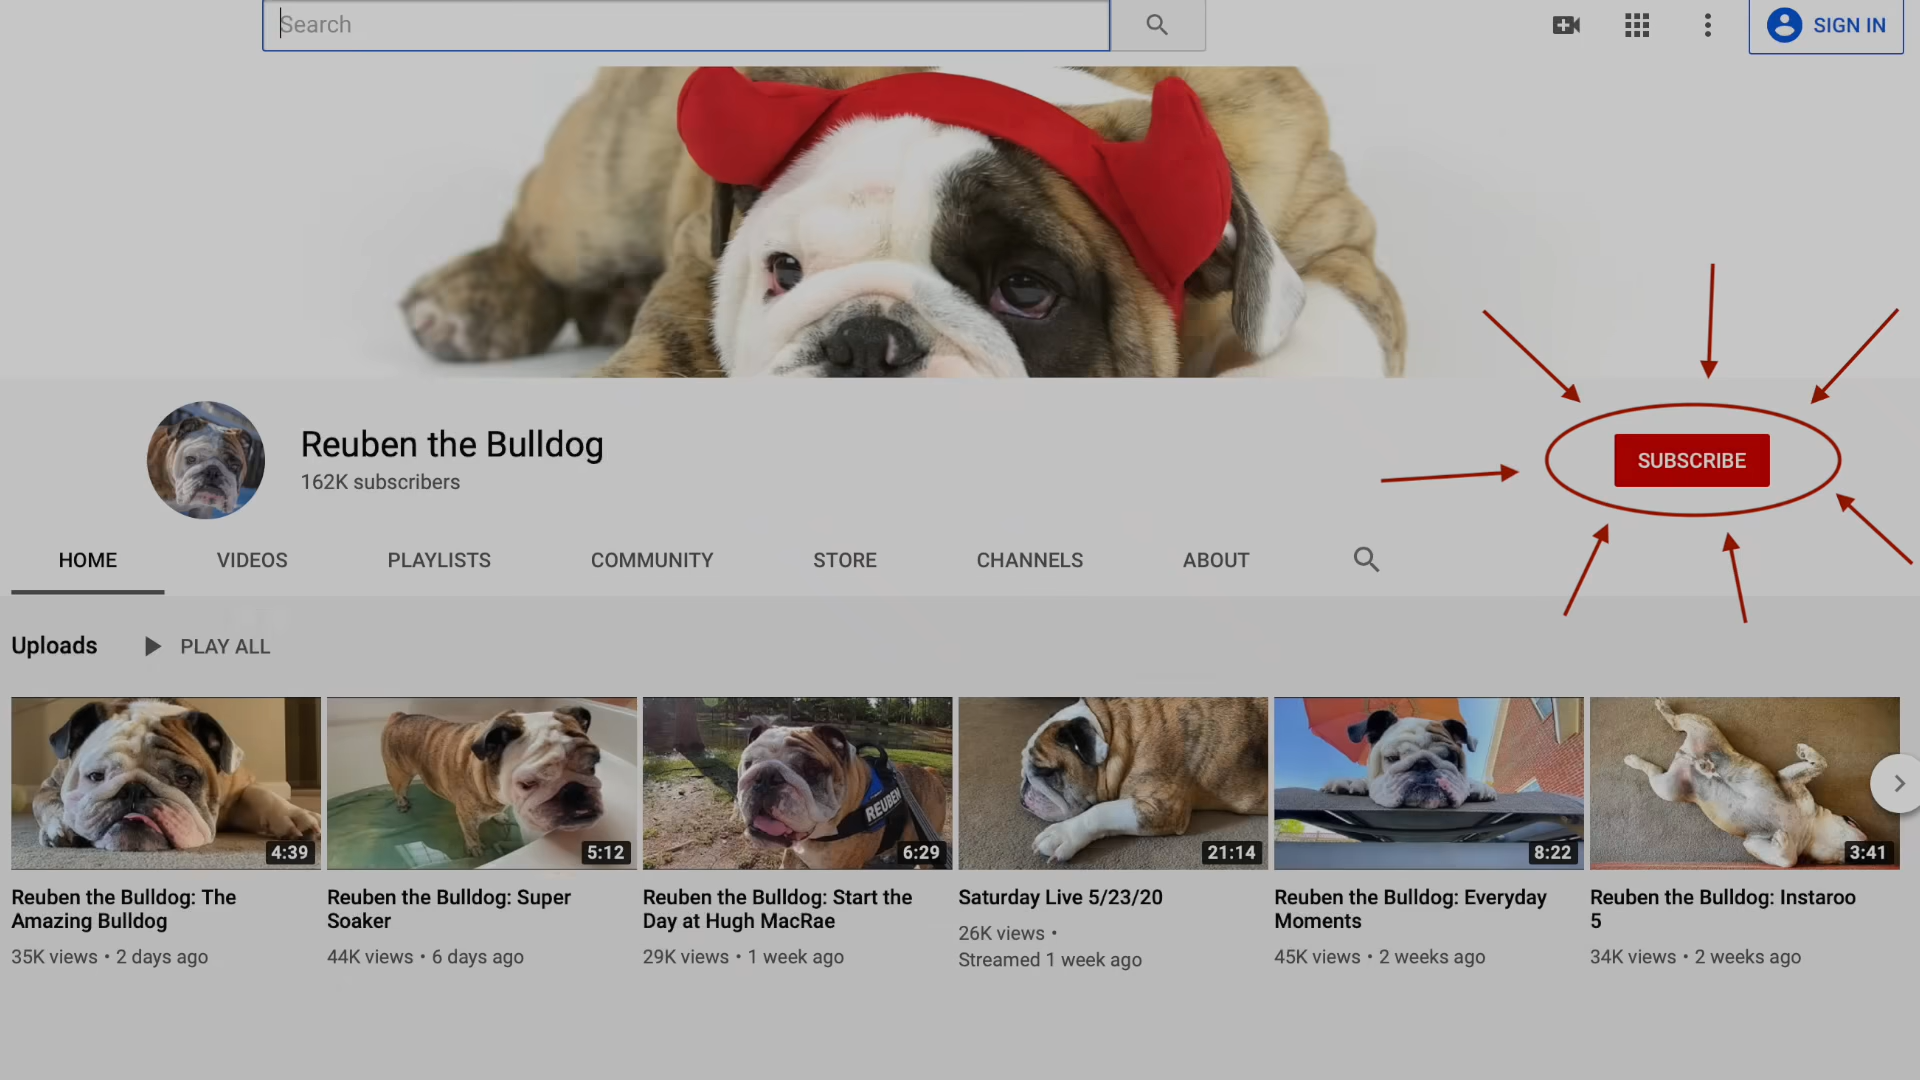 Search
SIGN IN
Reuben the Bulldog
162K subscribers
SUBSCRIBE
HOME VIDEOS PLAYLISTS COMMUNITY STORE CHANNELS ABOUT
Uploads PLAY ALL
4:39 5:12 6:29 21:14 8:22 3:41
REUBEN
Reuben the Bulldog: The
Amazing Bulldog
35K views • 2 days ago
Reuben the Bulldog: Super
Soaker
44K views • 6 days ago
Reuben the Bulldog: Start the
Day at Hugh MacRae
29K views • 1 week ago
Saturday Live 5/23/20
26K views •
Streamed 1 week ago
Reuben the Bulldog: Everyday
Moments
45K views • 2 weeks ago
Reuben the Bulldog: Instaroo
5
34K views • 2 weeks ago